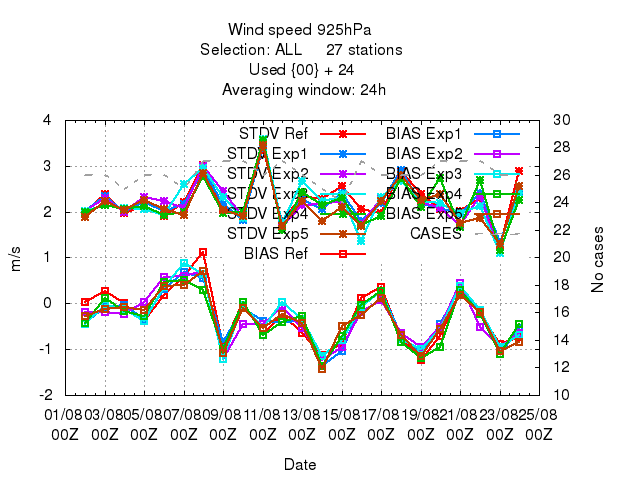 Wind speed 925hPa
Selection: ALL 27 stations
Used {00} + 24
Averaging window: 24h
4 30
3 28
2 26
1 24
0 22
-1 20
-2 18
16
14
12
10
m/s
No cases
STDV Ref BIAS Exp1
STDV Exp1 BIAS Exp2
STDV Exp2 BIAS Exp3
STDV Exp3 BIAS Exp4
STDV Exp4 BIAS Exp5
STDV Exp5 CASES
BIAS Ref
01/08 03/08 05/08 07/08 09/08 11/08 13/08 15/08 17/08 19/08 21/08 23/08 25/08
00Z 00Z 00Z 00Z 00Z 00Z 00Z 00Z 00Z 00Z 00Z 00Z 00Z
Date